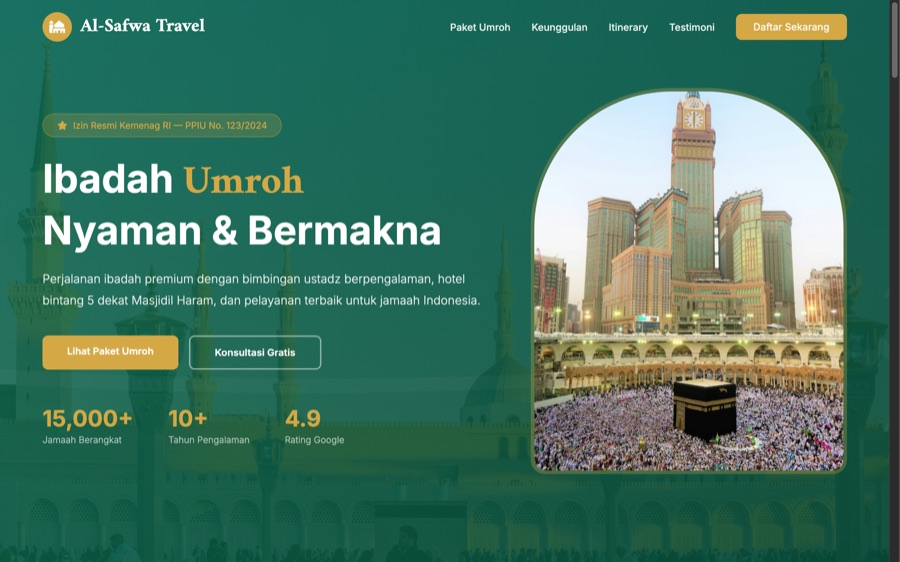 Al-Safwa Travel
Paket Umroh
Keunggulan
Itinerary
Testimoni
Daftar Sekarang
Izin Resmi Kemenag RI — PPIU No. 123/2024
Ibadah Umroh
Nyaman & Bermakna
Perjalanan ibadah premium dengan bimbingan ustadz berpengalaman, hotel
bintang 5 dekat Masjidil Haram, dan pelayanan terbaik untuk jamaah Indonesia.
Lihat Paket Umroh
Konsultasi Gratis
15,000+
Jamaah Berangkat
10+
Tahun Pengalaman
4.9
Rating Google